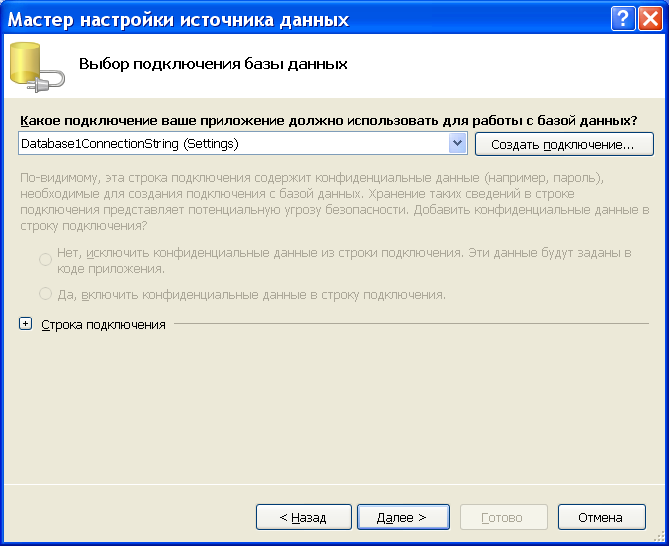 Мастер настройки источника данных
Выбор подключения базы данных
Какое подключение ваше приложение должно использовать для работы с базой данных?
Database1ConnectionString (Settings)
Создать подключение...
По-видимому, эта строка подключения содержит конфиденциальные данные (например, пароль),
необходимые для создания подключения с базой данных. Хранение таких сведений в строке
подключения представляет потенциальную угрозу безопасности. Добавить конфиденциальные данные в
строку подключения?
Нет, исключить конфиденциальные данные из строки подключения. Эти данные будут заданы в
коде приложения.
Да, включить конфиденциальные данные в строку подключения.
Строка подключения
< Назад
Далее >
Готово
Отмена